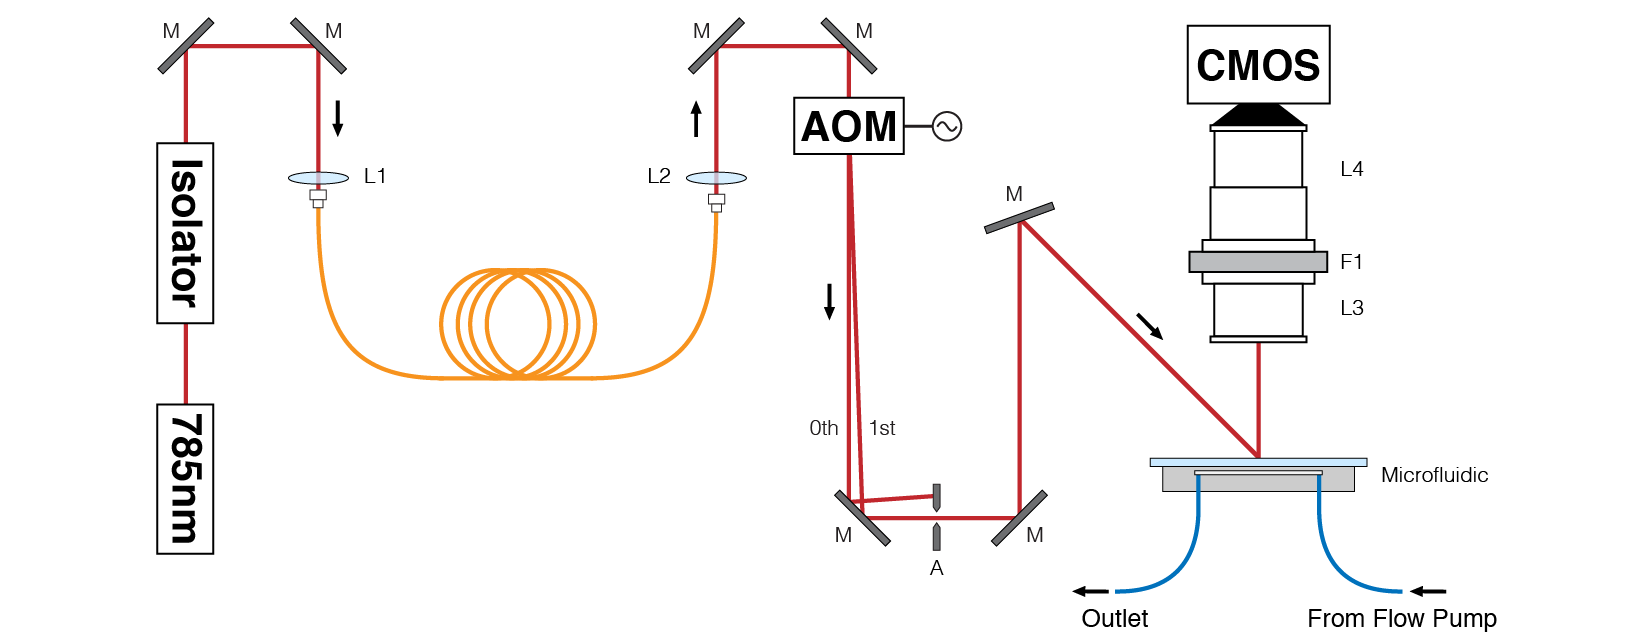 M
M
M
M
CMOS
AOM
L4
Isolator
L1
L2
M
F1
L3
0th
1st
785nm
Microfluidic
M
M
A
Outlet
From Flow Pump